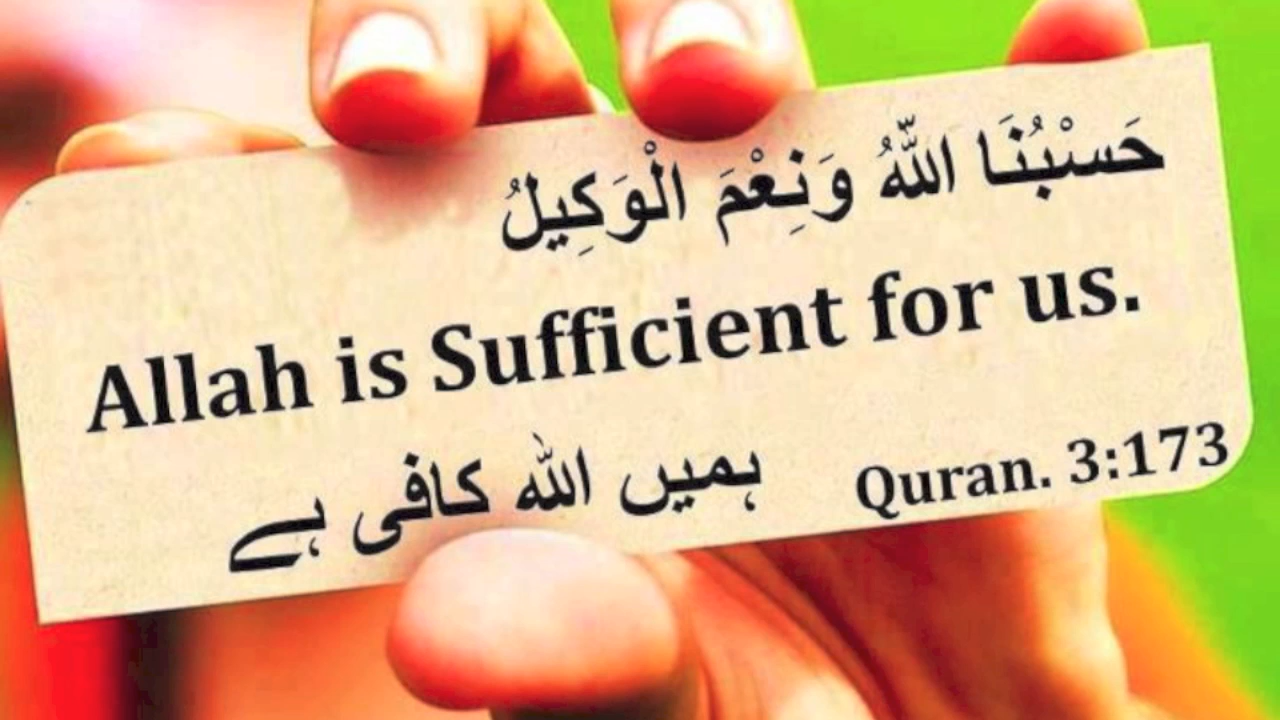 حَسْبُنَا اللّٰهُ وَنِعْمَ الْوَكِيلُ
Allah is Sufficient for us.
ہمیں اللہ کافی ہے
Quran. 3:173